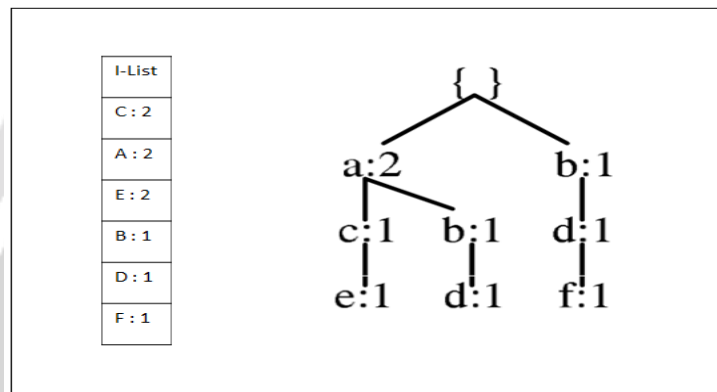 I-List
C : 2
A : 2
E : 2
B : 1
D : 1
F : 1
{ }
a:2 b:1
c:1 b:1 d:1
e:1 d:1 f:1